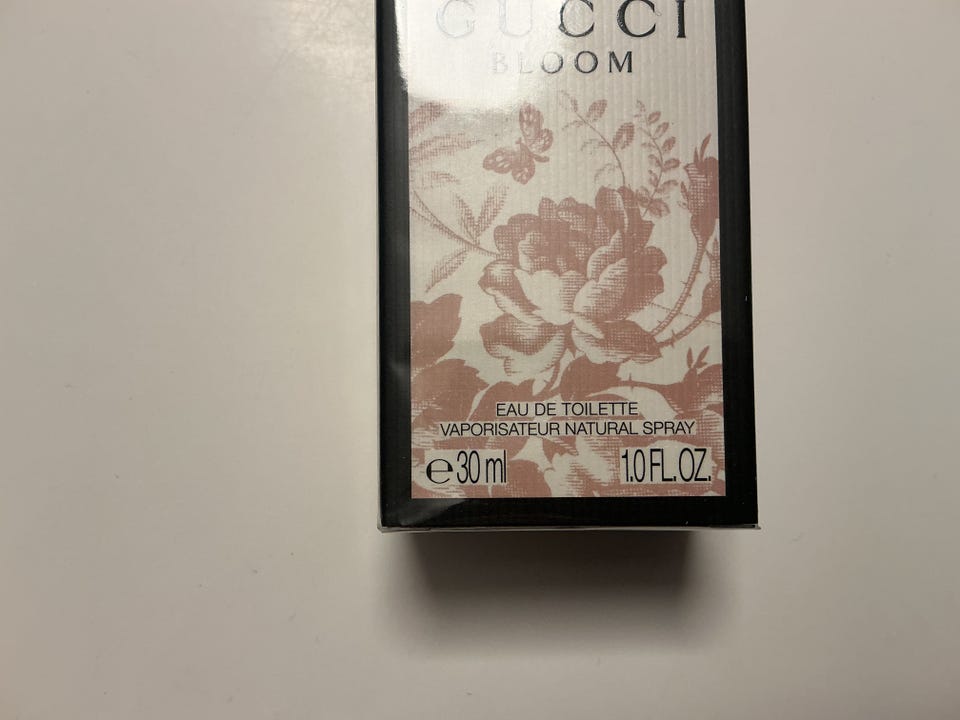 GUCCI
BLOOM
EAU DE TOILETTE
VAPORISATEUR NATURAL SPRAY
℮30 ml 1.0 FL.OZ.